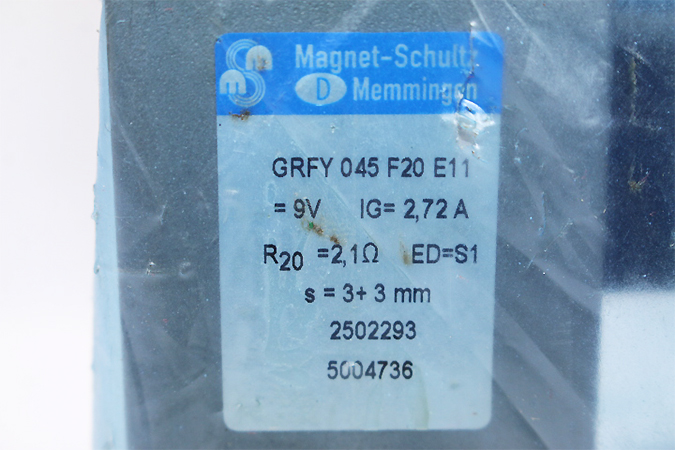 Magnet-Schultz
D Memmingen
GRFY 045 F20 E11
= 9V IG= 2,72 A
R20 =2,1Ω ED=S1
s = 3+ 3 mm
2502293
5004736